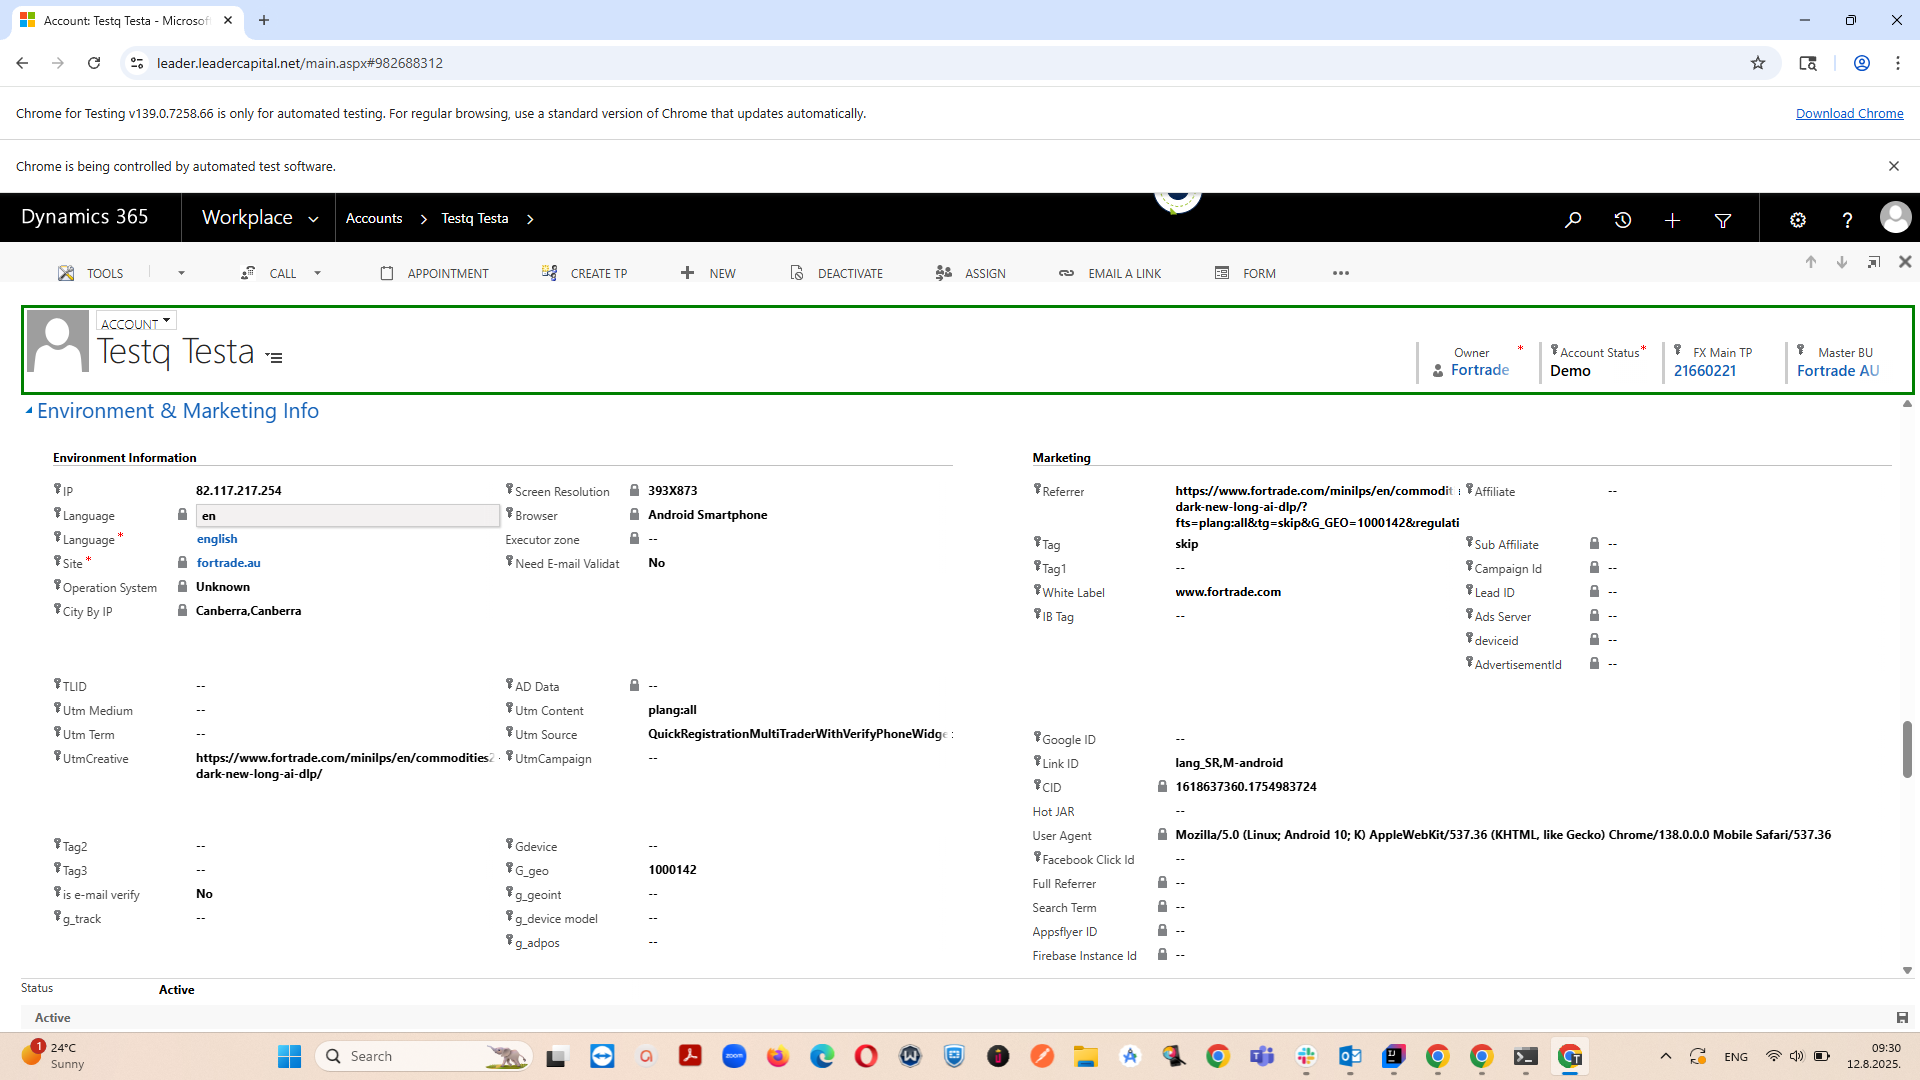 Account: Testq Testa - Microsof
leader.leadercapital.net/main.aspx#982688312
Chrome for Testing v139.0.7258.66 is only for automated testing. For regular browsing, use a standard version of Chrome that updates automatically.
Download Chrome
Chrome is being controlled by automated test software.
Dynamics 365
Workplace
Accounts
Testq Testa
TOOLS
CALL
APPOINTMENT
CREATE TP
NEW
DEACTIVATE
ASSIGN
EMAIL A LINK
FORM
ACCOUNT
Testq Testa
Owner *
Fortrade
Account Status*
Demo
FX Main TP
21660221
Master BU
Fortrade AU
Environment & Marketing Info
Environment Information
IP 82.117.217.254
Language en
Language* english
Site* fortrade.au
Operation System Unknown
City By IP Canberra,Canberra
Screen Resolution 393X873
Browser Android Smartphone
Executor zone --
Need E-mail Validat No
TLID --
Utm Medium --
Utm Term --
UtmCreative https://www.fortrade.com/minilps/en/commodities2-
dark-new-long-ai-dlp/
AD Data --
Utm Content plang:all
Utm Source QuickRegistrationMultiTraderWithVerifyPhoneWidge
UtmCampaign --
Tag2 --
Tag3 --
is e-mail verify No
g_track --
Gdevice --
G_geo 1000142
g_geoint --
g_device model --
g_adpos --
Marketing
Referrer https://www.fortrade.com/minilps/en/commodit
dark-new-long-ai-dlp/?
fts=plang:all&tg=skip&G_GEO=1000142&regulati
Tag skip
Tag1 --
White Label www.fortrade.com
IB Tag --
Affiliate --
Sub Affiliate --
Campaign Id --
Lead ID --
Ads Server --
deviceid --
AdvertisementId --
Google ID --
Link ID lang_SR,M-android
CID 1618637360.1754983724
Hot JAR --
User Agent Mozilla/5.0 (Linux; Android 10; K) AppleWebKit/537.36 (KHTML, like Gecko) Chrome/138.0.0.0 Mobile Safari/537.36
Facebook Click Id --
Full Referrer --
Search Term --
Appsflyer ID --
Firebase Instance Id --
Status Active
Active
1
24°C
Sunny
Search
zoom
ENG
09:30
12.8.2025.